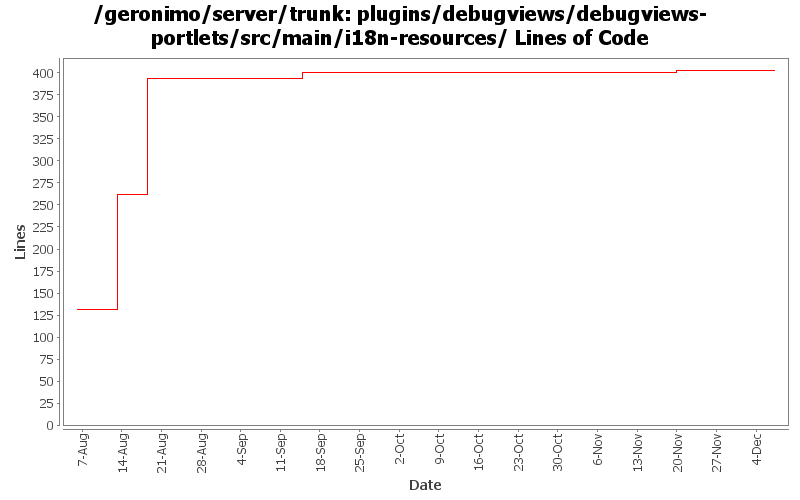 /geronimo/server/trunk: plugins/debugviews/debugviews-
portlets/src/main/i18n-resources/ Lines of Code
Lines
400
375
350
325
300
275
250
225
200
175
150
125
100
75
50
25
0
7-Aug
14-Aug
21-Aug
28-Aug
4-Sep
11-Sep
18-Sep
25-Sep
2-Oct
9-Oct
16-Oct
23-Oct
30-Oct
6-Nov
13-Nov
20-Nov
27-Nov
4-Dec
Date